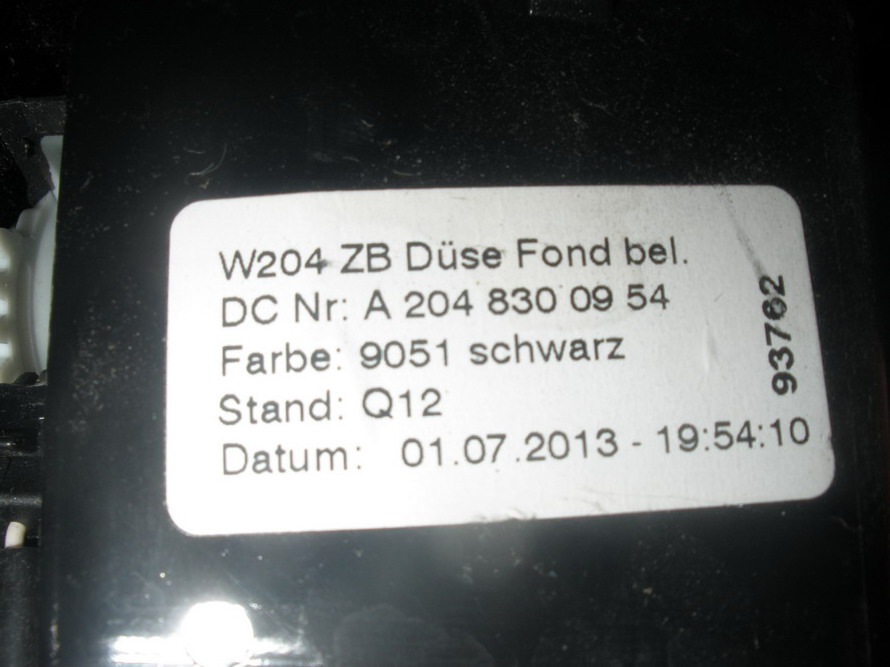 W204 ZB Düse Fond bel.
DC Nr: A 204 830 09 54
Farbe: 9051 schwarz
Stand: Q12
Datum: 01.07.2013 - 19:54:10
93762